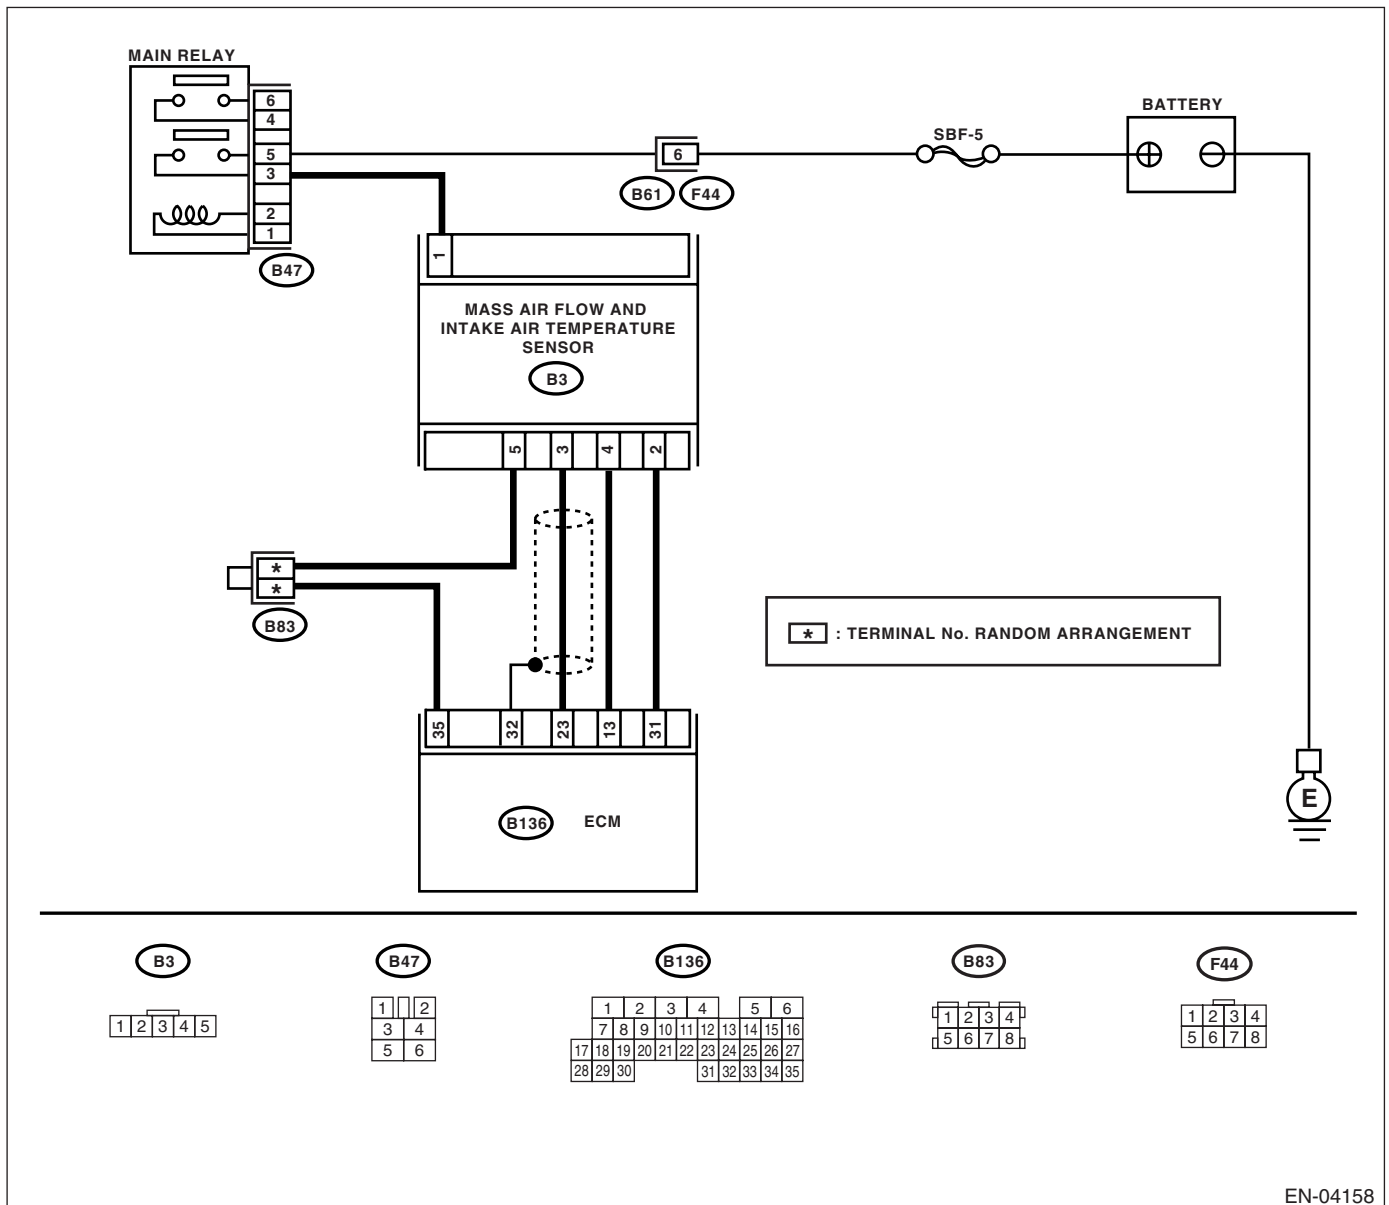 MAIN RELAY
6
4
5
3
2
1
B47
6
B61 F44
SBF-5
BATTERY
1
MASS AIR FLOW AND
INTAKE AIR TEMPERATURE
SENSOR
B3
5 3 4 2
*
*
B83
* : TERMINAL No. RANDOM ARRANGEMENT
35 32 23 13 31
B136 ECM
E
B3
1 2 3 4 5
B47
1 2
3 4
5 6
B136
1 2 3 4 5 6
7 8 9 10 11 12 13 14 15 16
17 18 19 20 21 22 23 24 25 26 27
28 29 30 31 32 33 34 35
B83
1 2 3 4
5 6 7 8
F44
1 2 3 4
5 6 7 8
EN-04158